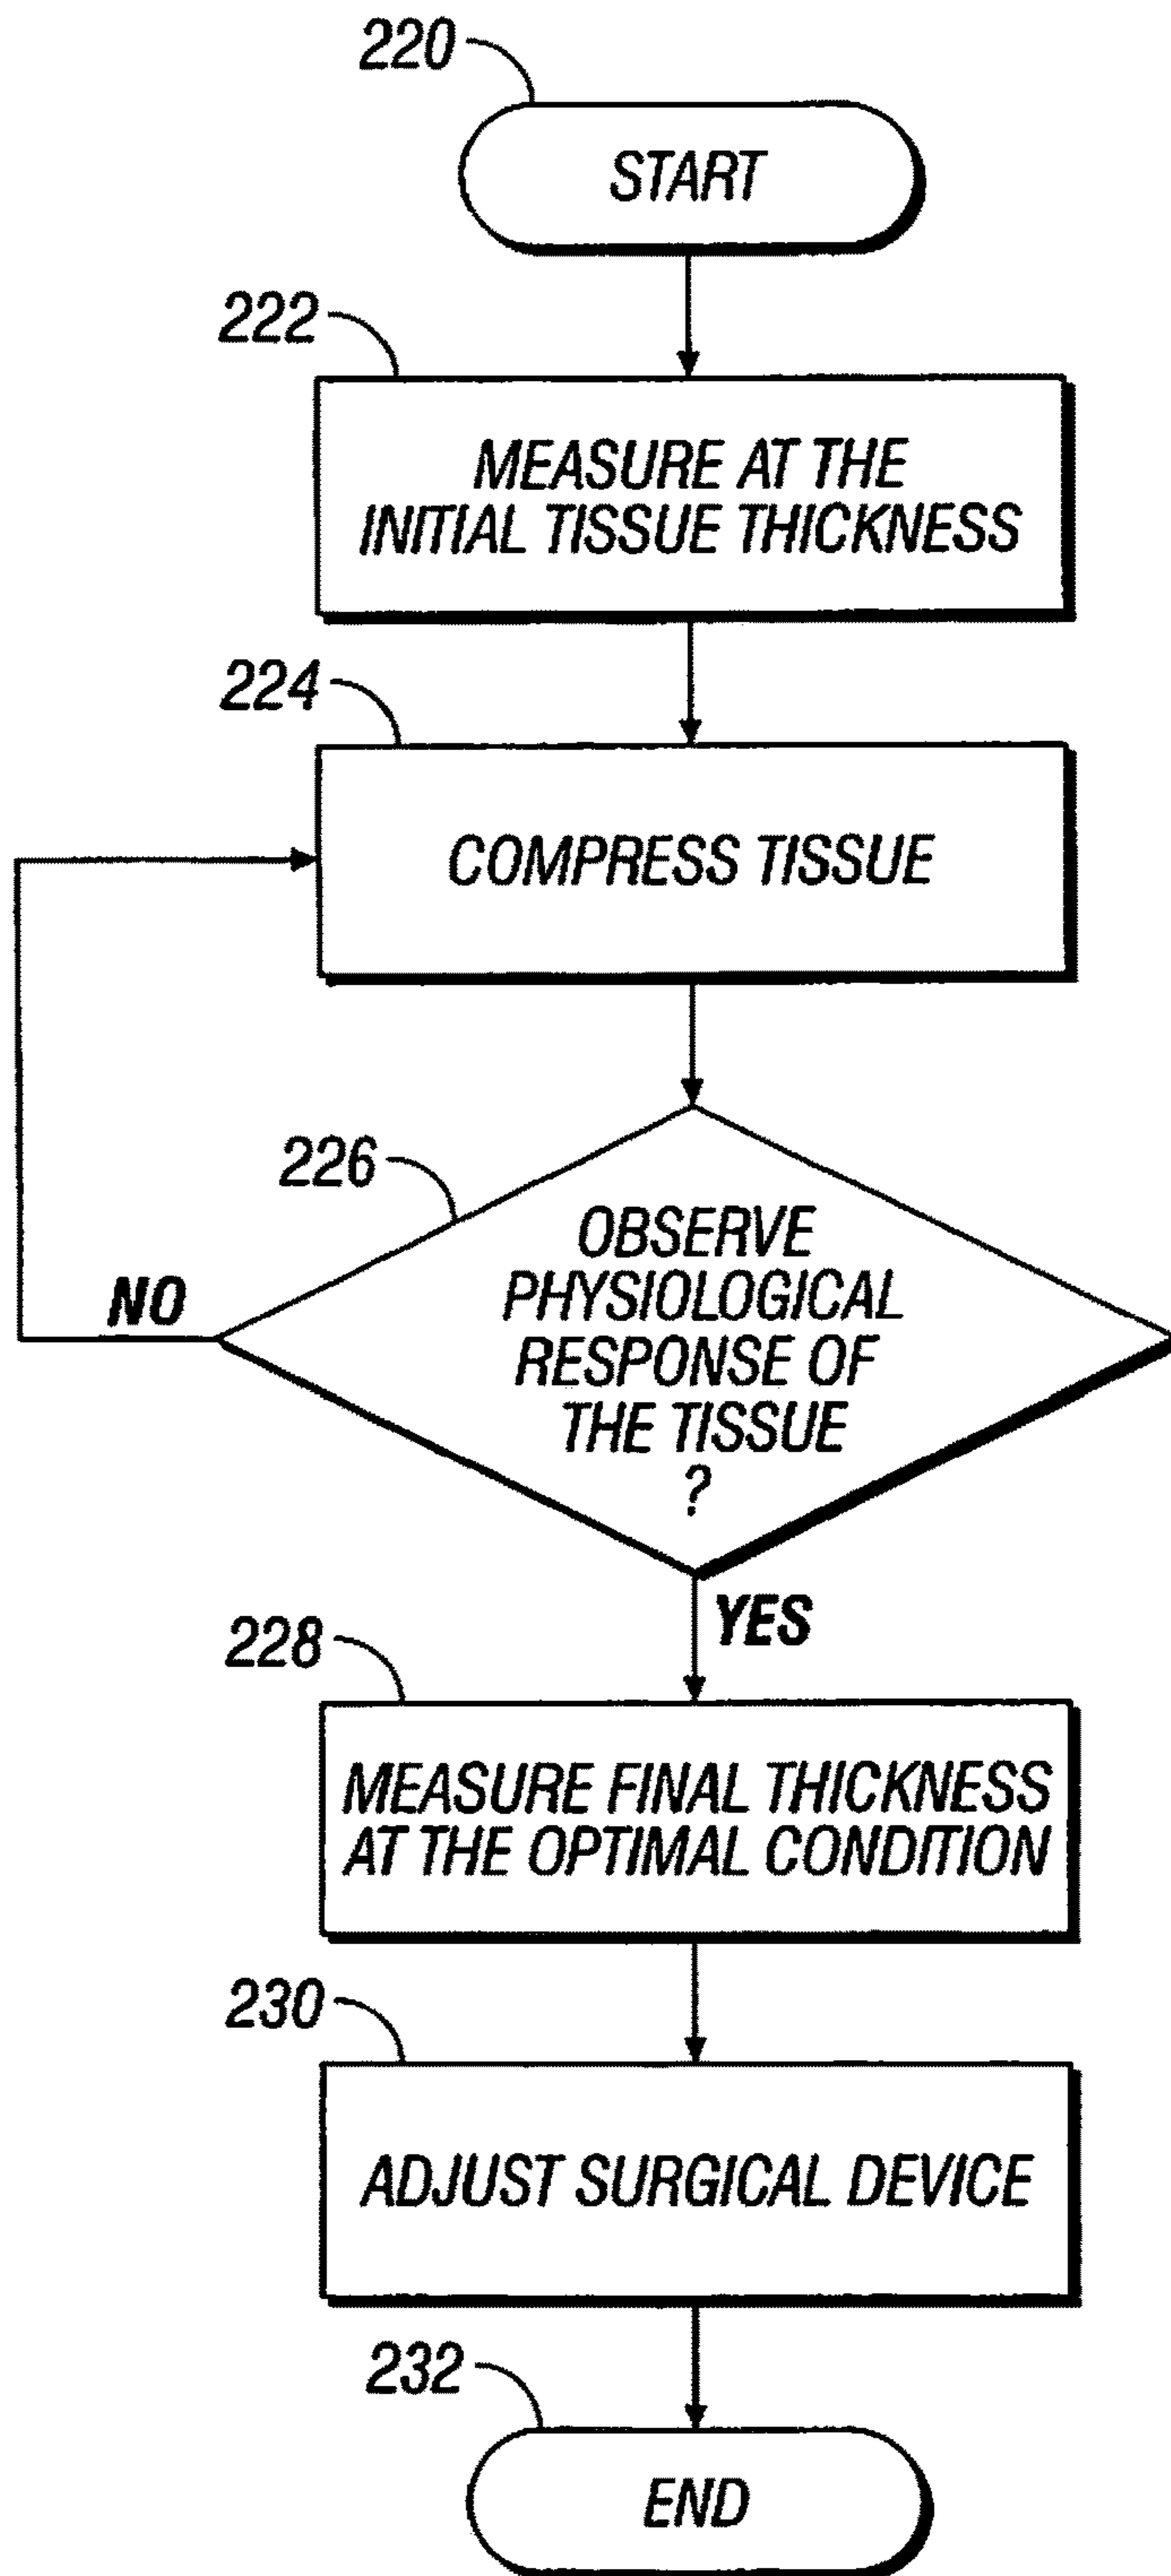 220
START
222
MEASURE AT THE
INITIAL TISSUE THICKNESS
224
COMPRESS TISSUE
226
OBSERVE
PHYSIOLOGICAL
RESPONSE OF
THE TISSUE
?
NO
YES
228
MEASURE FINAL THICKNESS
AT THE OPTIMAL CONDITION
230
ADJUST SURGICAL DEVICE
232
END